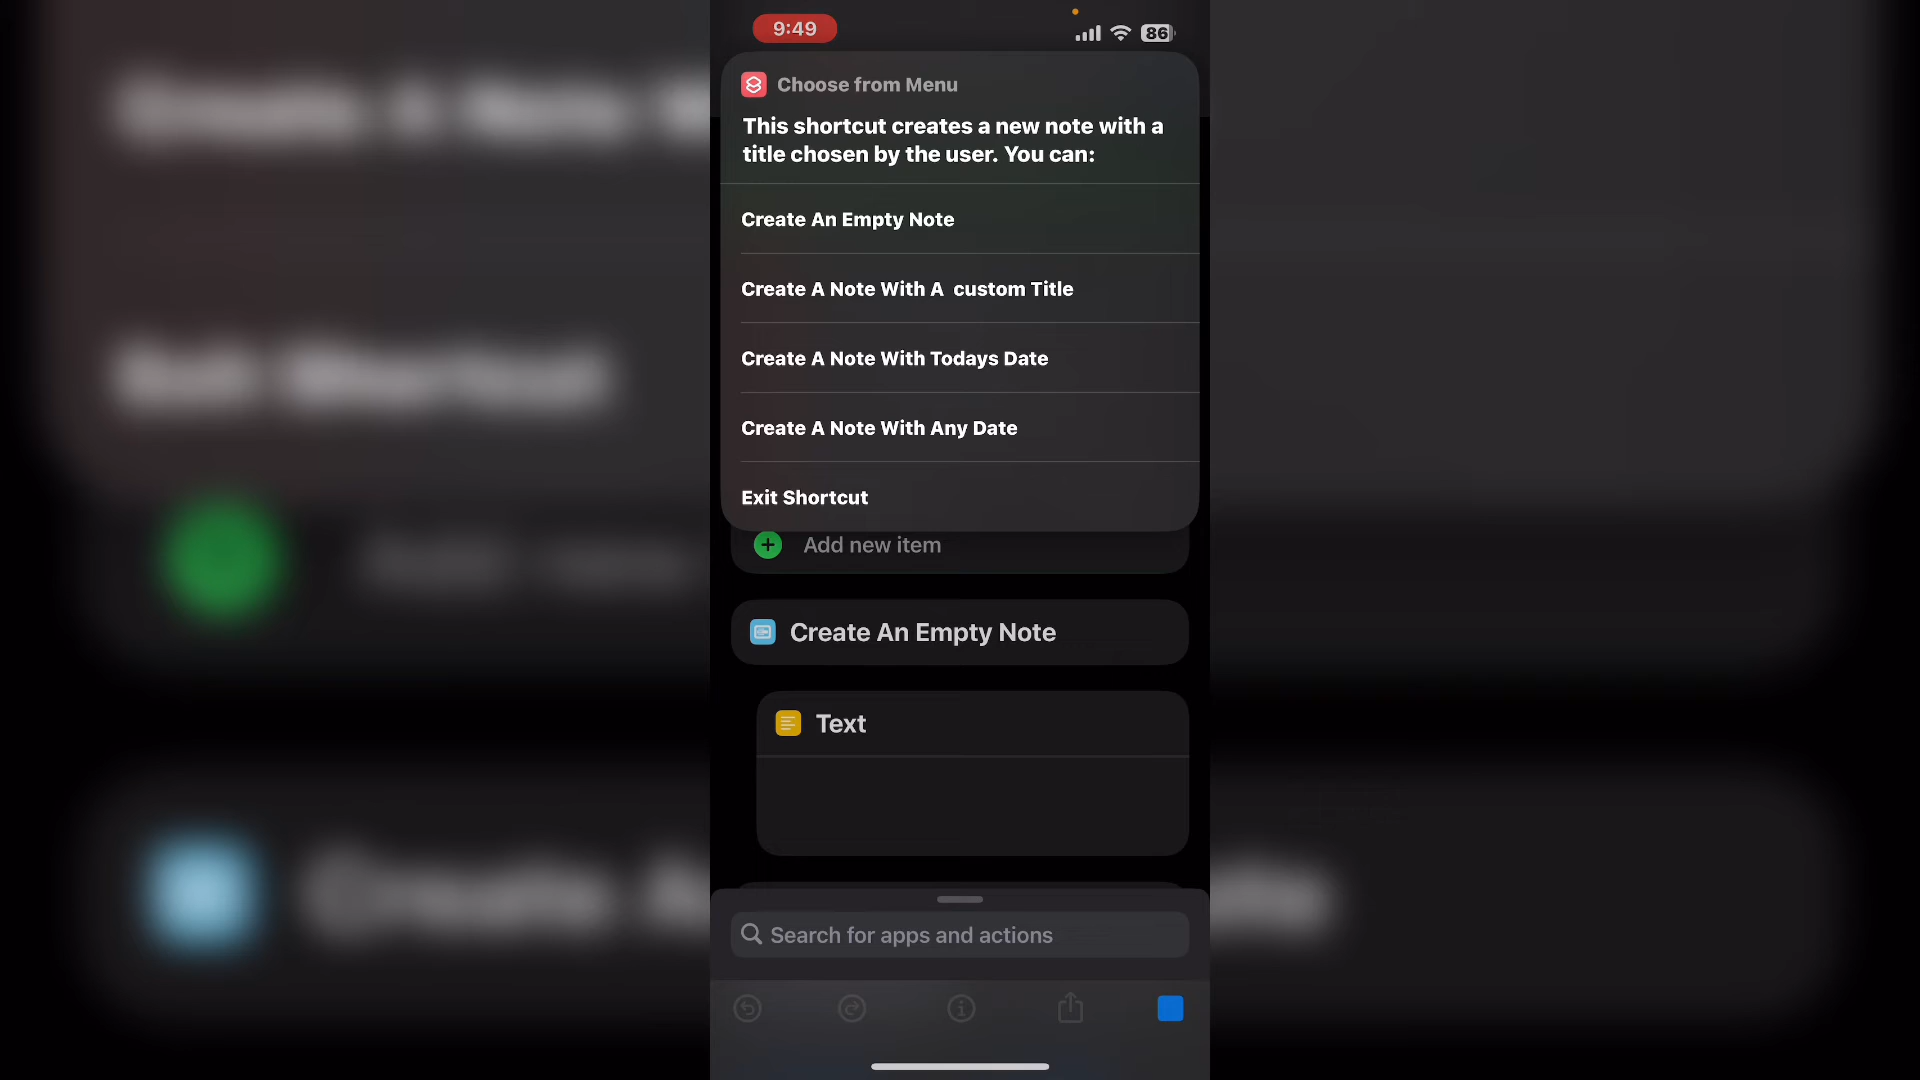 9:49
86
Choose from Menu
This shortcut creates a new note with a
title chosen by the user. You can:
Create An Empty Note
Create A Note With A  custom Title
Create A Note With Todays Date
Create A Note With Any Date
Exit Shortcut
Add new item
Create An Empty Note
Text
Search for apps and actions